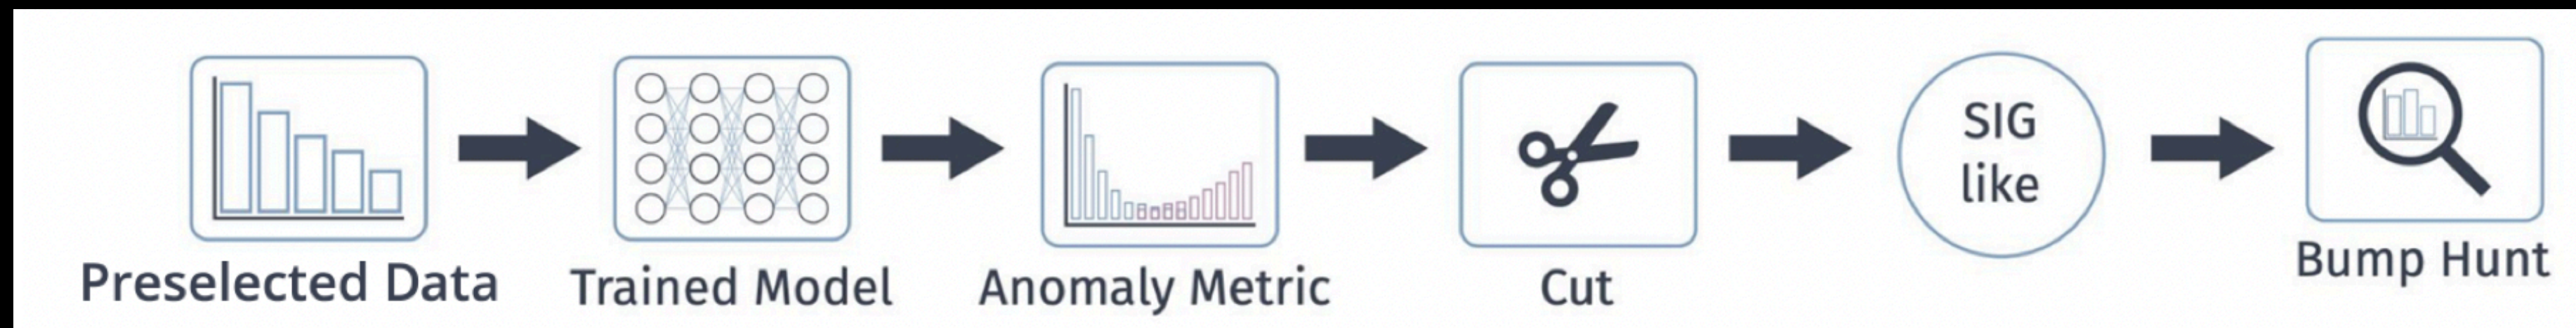 Preselected Data
Trained Model
Anomaly Metric
Cut
SIG
like
Bump Hunt